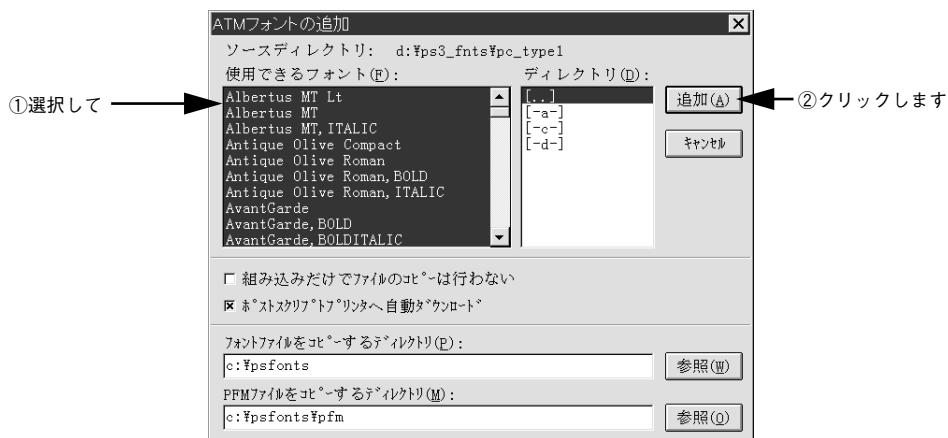 ATMフォントの追加
ソースディレクトリ: d:¥ps3_fnts¥pc_type1
使用できるフォント(F):
ディレクトリ(D):
①選択して
Albertus MT Lt
Albertus MT
Albertus MT,ITALIC
Antique Olive Compact
Antique Olive Roman
Antique Olive Roman,BOLD
Antique Olive Roman,ITALIC
AvantGarde
AvantGarde,BOLD
AvantGarde,BOLDITALIC
[..]
[-a-]
[-c-]
[-d-]
追加(A)
②クリックします
キャンセル
組み込みだけでファイルのコピーは行わない
ポストスクリプトプリンタへ自動ダウンロード
フォントファイルをコピーするディレクトリ(P):
c:¥psfonts
参照(W)
PFMファイルをコピーするディレクトリ(M):
c:¥psfonts¥pfm
参照(O)